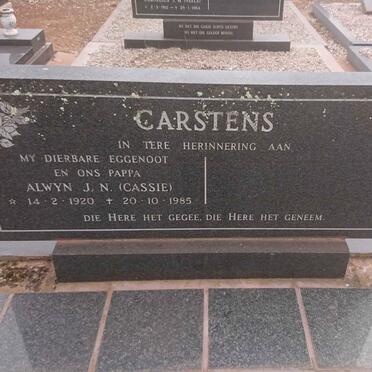 CARSTENS
IN TERE HERINNERING AAN
MY DIERBARE EGGENOOT
EN ONS PAPPA
ALWYN J. N. (CASSIE)
☆ 14-2-1920 ✝ 20-10-1985
DIE HERE HET GEGEE, DIE HERE HET GENEEM.